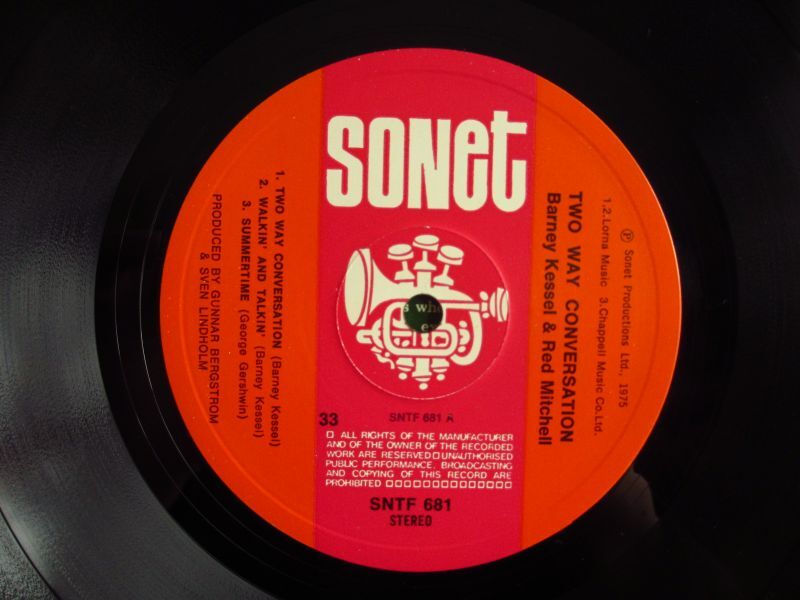 SONET
℗ Sonet Productions Ltd., 1975
1.2.Lorna Music 3.Chappell Music Co.Ltd.
TWO WAY CONVERSATION
Barney Kessel & Red Mitchell
1. TWO WAY CONVERSATION (Barney Kessel)
2. WALKIN' AND TALKIN' (Barney Kessel)
3. SUMMERTIME (George Gershwin)
PRODUCED BY GUNNAR BERGSTROM
& SVEN LINDHOLM
33
SNTF 681 A
ALL RIGHTS OF THE MANUFACTURER
AND OF THE OWNER OF THE RECORDED
WORK ARE RESERVED UNAUTHORISED
PUBLIC PERFORMANCE, BROADCASTING
AND COPYING OF THIS RECORD ARE
PROHIBITED
SNTF 681
STEREO